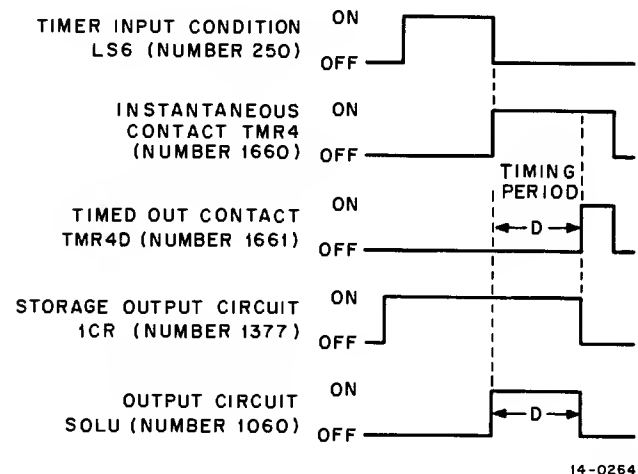 TIMER INPUT CONDITION
LS6 (NUMBER 250)
ON
OFF
INSTANTANEOUS
CONTACT TMR4
(NUMBER 1660)
ON
OFF
TIMING
PERIOD
TIMED OUT CONTACT
TMR4D (NUMBER 1661)
ON
OFF
D
STORAGE OUTPUT CIRCUIT
1CR (NUMBER 1377)
ON
OFF
OUTPUT CIRCUIT
SOLU (NUMBER 1060)
ON
OFF
D
14-0264